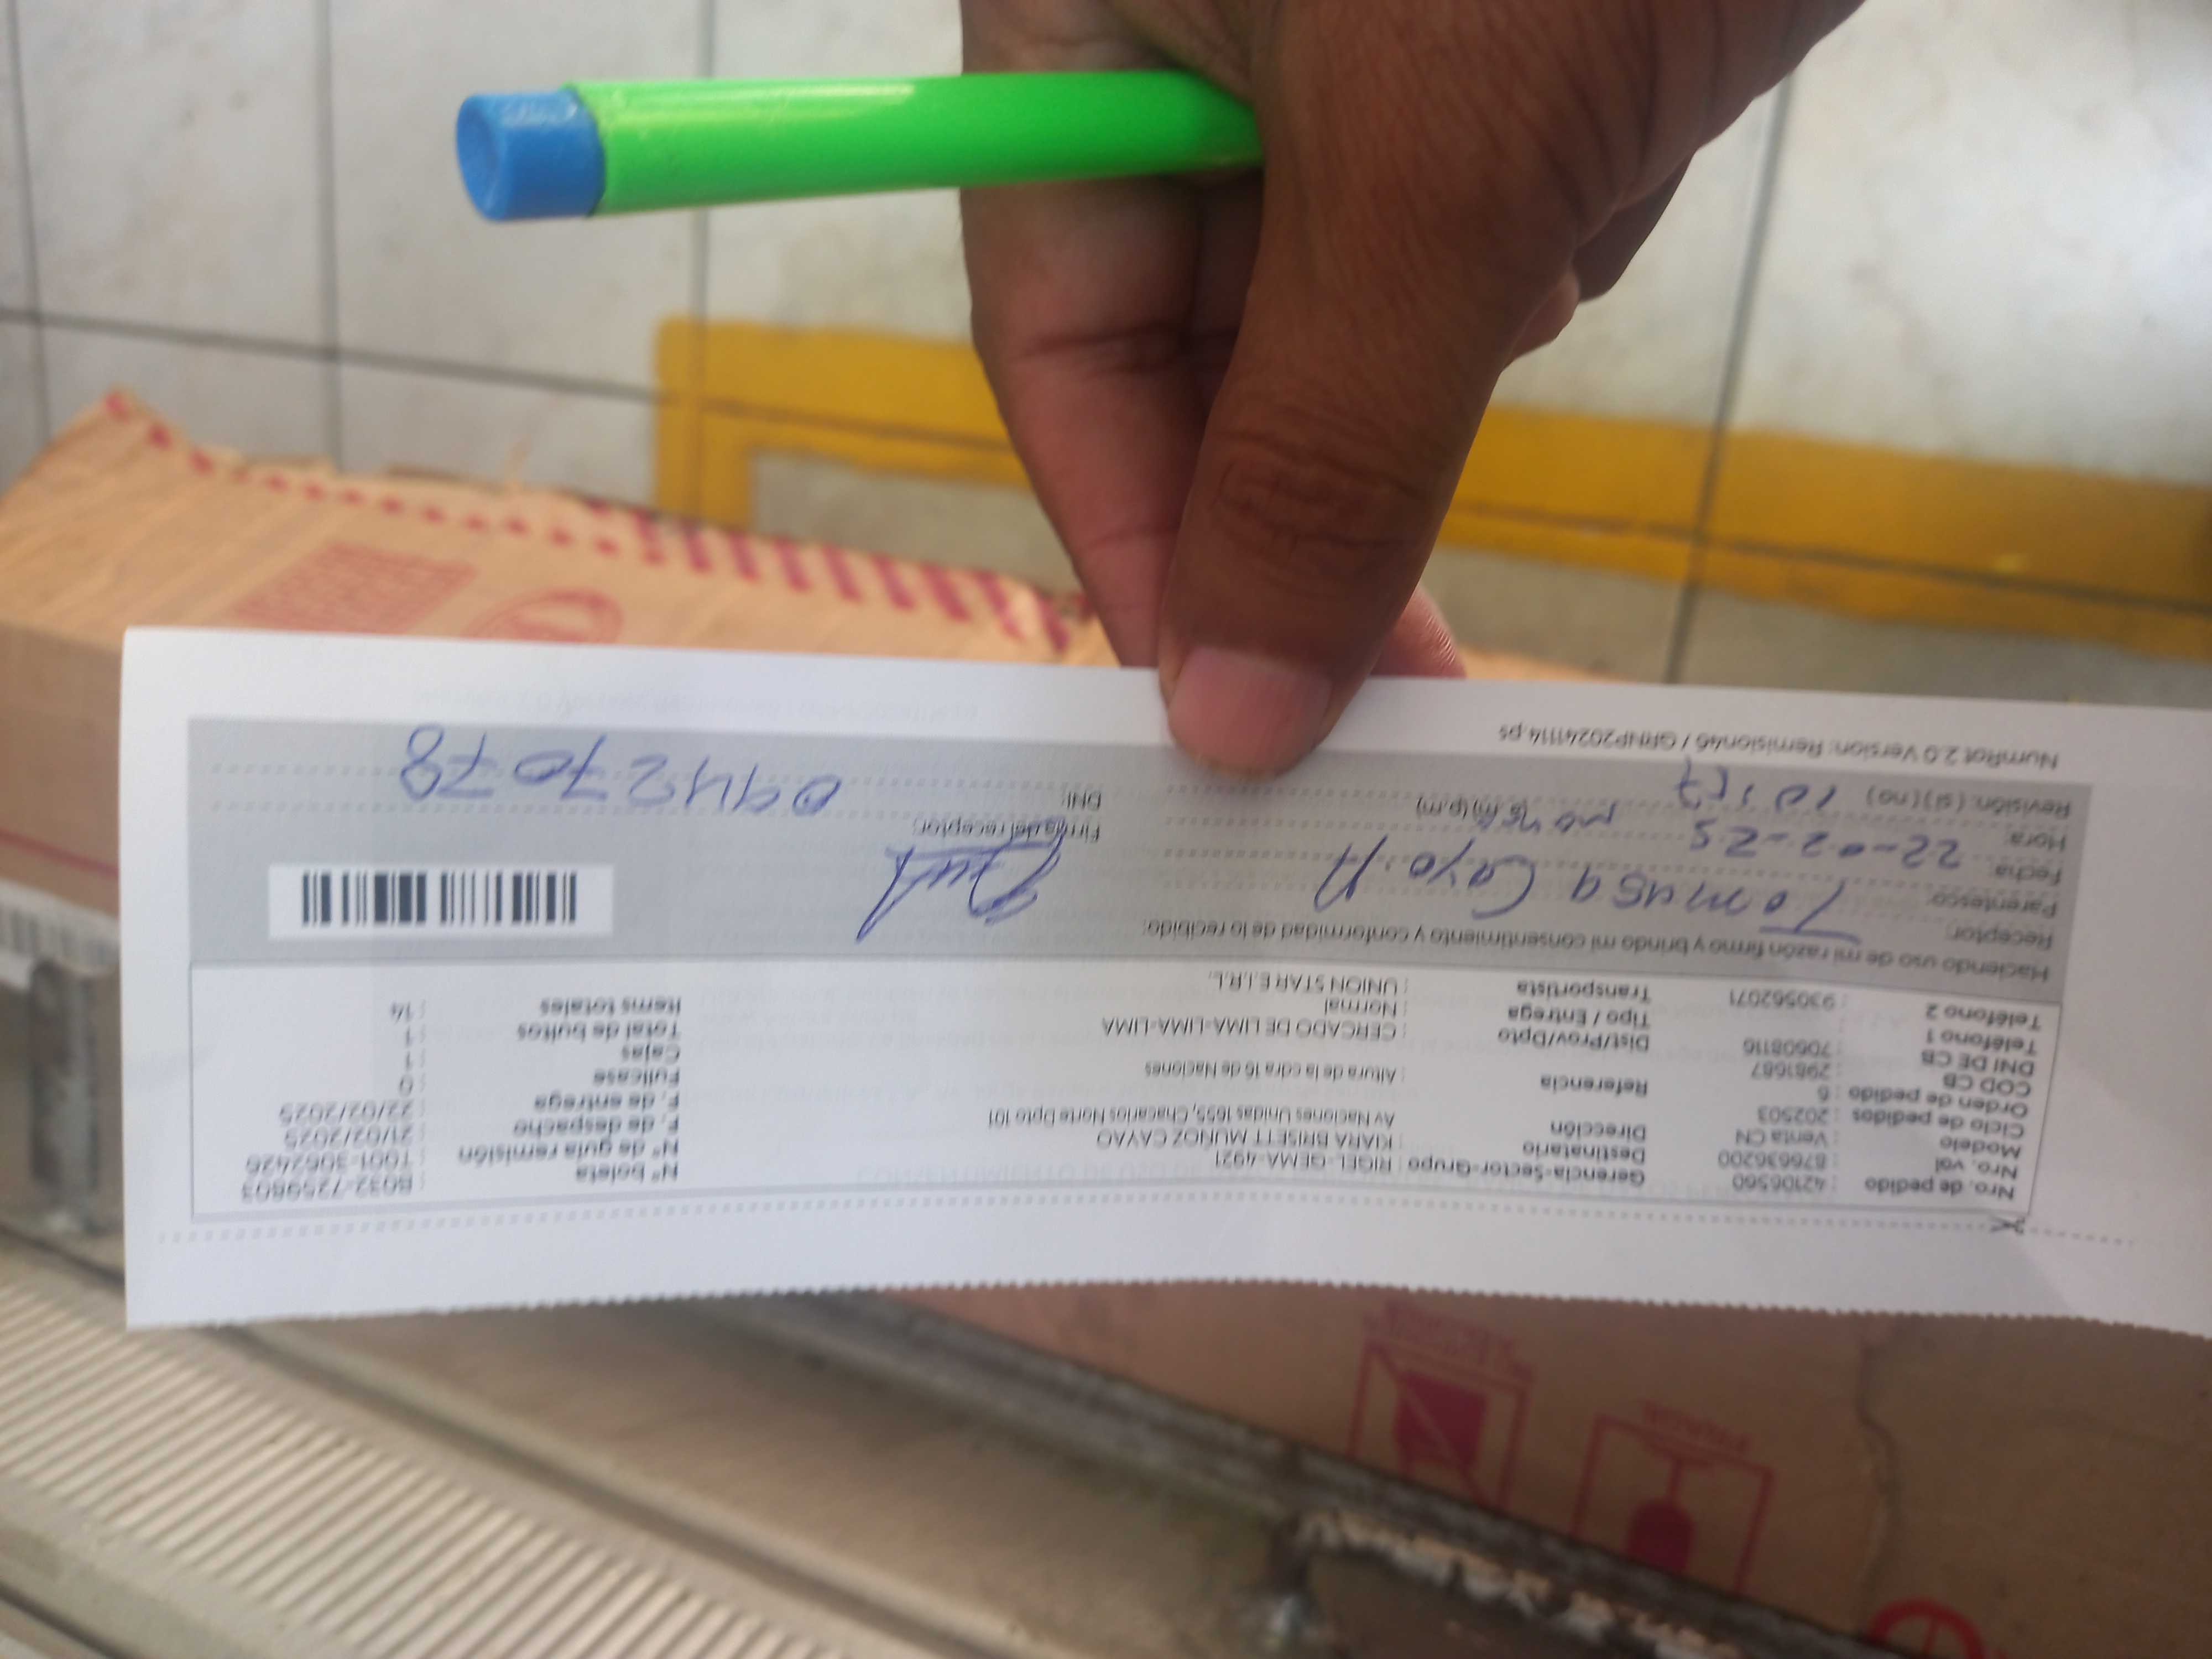 Nro. de pedido : 42106560
Nro. vol : 876636200
Modelo : Venta CN
Ciclo de pedidos : 202503
Orden de pedido : 6
COD CB : 2981687
DNI DE CB : 70608116
Teléfono 1
Teléfono 2 : 930562071
Gerencia-Sector-Grupo : RIGEL-GEMA-4921
Destinatario : KIARA BRISETT MUÑOZ CAYAO
Dirección : Av Naciones Unidas 1655, Chacarios Norte Dpto 101
Referencia : Altura de la cdra 16 de Naciones
Dist/Prov/Dpto : CERCADO DE LIMA-LIMA-LIMA
Tipo / Entrega : Normal
Transportista : UNION STAR E.I.R.L.
Nº boleta : B032-7259803
Nº de guía remisión : T001-3062426
F. de despacho : 21/02/2025
F. de entrega : 22/02/2025
Fullcase : 0
Cajas : 1
Total de bultos : 1
Items totales : 14
Haciendo uso de mi razón firmo y brindo mi consentimiento y conformidad de lo recibido:
Receptor: Tomasa Cayo. A
Parentesco:
Fecha: 22-02-25
Hora: (a.m) (p.m)
Revisión: (si) (no) 10:57
Firma del receptor:
DNI: 09427078
NumRot 2.0 Version: Remision46 / GRNP20241114.ps